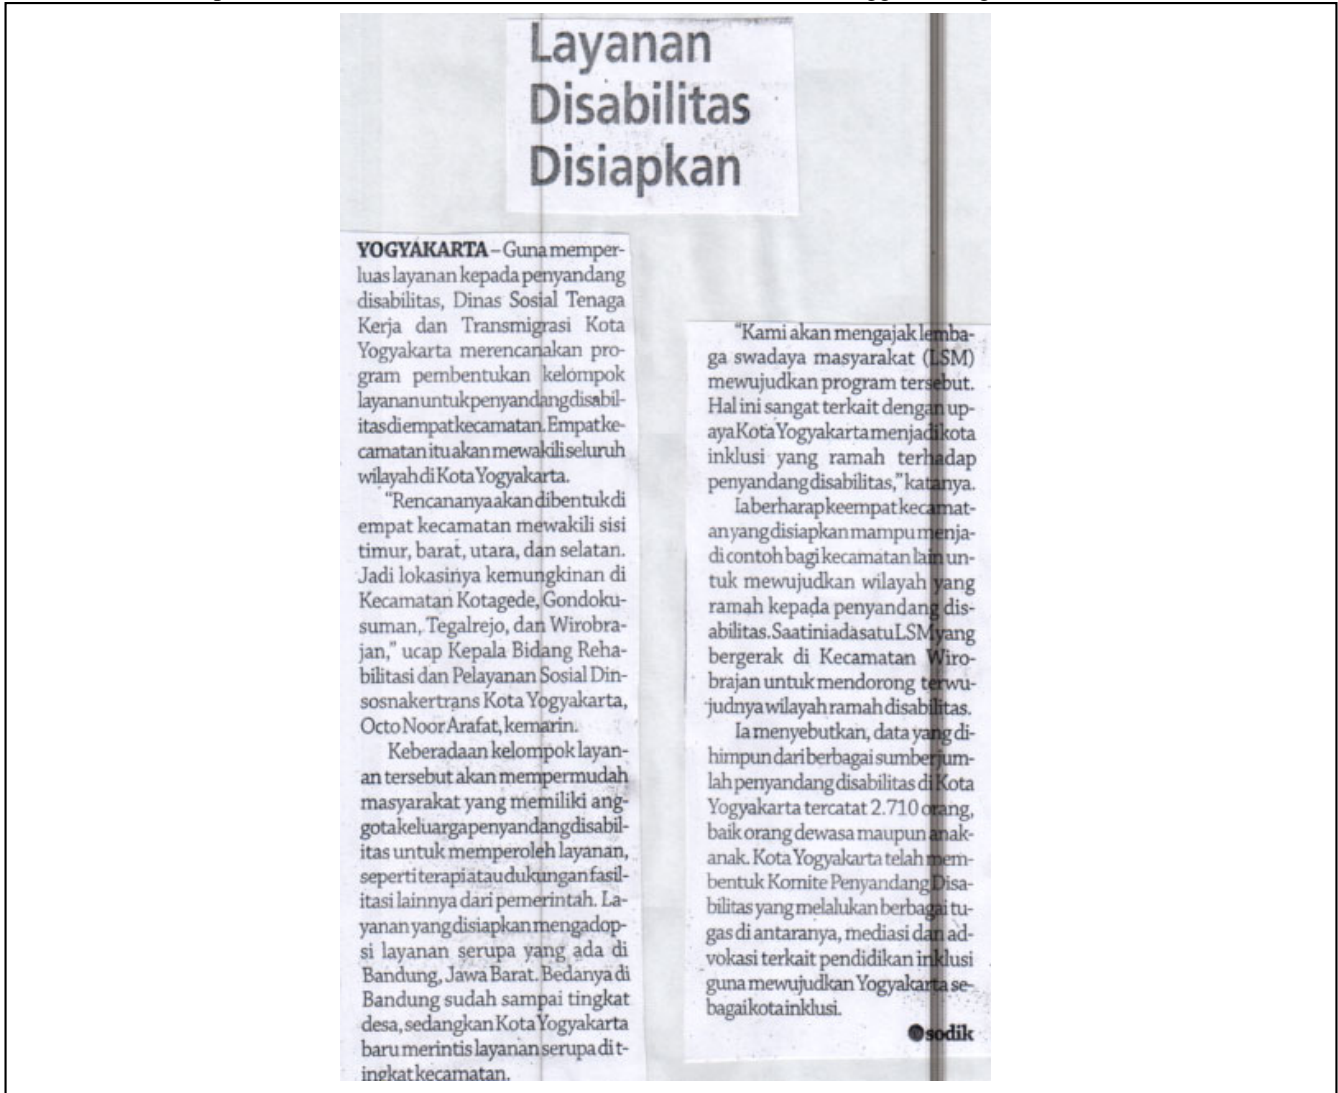 Layanan
Disabilitas
Disiapkan
YOGYAKARTA – Guna memper-
luas layanan kepada penyandang
disabilitas, Dinas Sosial Tenaga
Kerja dan Transmigrasi Kota
Yogyakarta merencanakan pro-
gram pembentukan kelompok
layanan untuk penyandang disabil-
itas di empat kecamatan. Empat ke-
camatan itu akan mewakili seluruh
wilayah di Kota Yogyakarta.
"Rencananya akan dibentuk di
empat kecamatan mewakili sisi
timur, barat, utara, dan selatan.
Jadi lokasinya kemungkinan di
Kecamatan Kotagede, Gondoku-
suman, Tegalrejo, dan Wirobra-
jan," ucap Kepala Bidang Reha-
bilitasi dan Pelayanan Sosial Din-
sosnakertrans Kota Yogyakarta,
Octo Noor Arafat, kemarin.
Keberadaan kelompok layan-
an tersebut akan mempermudah
masyarakat yang memiliki ang-
gota keluarga penyandang disabil-
itas untuk memperoleh layanan,
seperti terapi atau dukungan fasil-
itasi lainnya dari pemerintah. La-
yanan yang disiapkan mengadop-
si layanan serupa yang ada di
Bandung, Jawa Barat. Bedanya di
Bandung sudah sampai tingkat
desa, sedangkan Kota Yogyakarta
baru merintis layanan serupa di t-
ingkat kecamatan.
"Kami akan mengajak lemba-
ga swadaya masyarakat (LSM)
mewujudkan program tersebut.
Hal ini sangat terkait dengan up-
aya Kota Yogyakarta menjadi kota
inklusi yang ramah terhadap
penyandang disabilitas," katanya.
Ia berharap keempat kecamat-
an yang disiapkan mampu menja-
di contoh bagi kecamatan lain un-
tuk mewujudkan wilayah yang
ramah kepada penyandang dis-
abilitas. Saat ini ada satu LSM yang
bergerak di Kecamatan Wiro-
brajan untuk mendorong terwu-
judnya wilayah ramah disabilitas.
Ia menyebutkan, data yang di-
himpun dari berbagai sumber jum-
lah penyandang disabilitas di Kota
Yogyakarta tercatat 2.710 orang,
baik orang dewasa maupun anak-
anak. Kota Yogyakarta telah mem-
bentuk Komite Penyandang Disa-
bilitas yang melalukan berbagai tu-
gas di antaranya, mediasi dan ad-
vokasi terkait pendidikan inklusi
guna mewujudkan Yogyakarta se-
bagai kota inklusi.
sodik